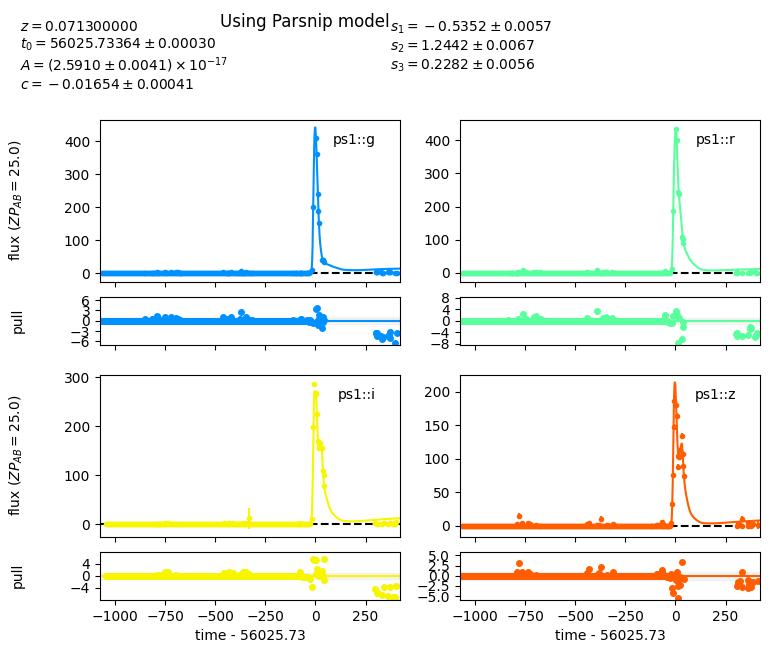 Using Parsnip model
z = 0.071300000
t₀ = 56025.73364 ± 0.00030
A = (2.5910 ± 0.0041) × 10⁻¹⁷
c = −0.01654 ± 0.00041
s₁ = −0.5352 ± 0.0057
s₂ = 1.2442 ± 0.0067
s₃ = 0.2282 ± 0.0056
flux (ZP_AB = 25.0)
400
300
200
100
0
ps1::g
400
300
200
100
0
ps1::r
pull
6
3
0
−3
−6
8
4
0
−4
−8
flux (ZP_AB = 25.0)
300
200
100
0
ps1::i
200
150
100
50
0
ps1::z
pull
4
0
−4
5.0
2.5
0.0
−2.5
−5.0
−1000 −750 −500 −250 0 250
−1000 −750 −500 −250 0 250
time - 56025.73
time - 56025.73